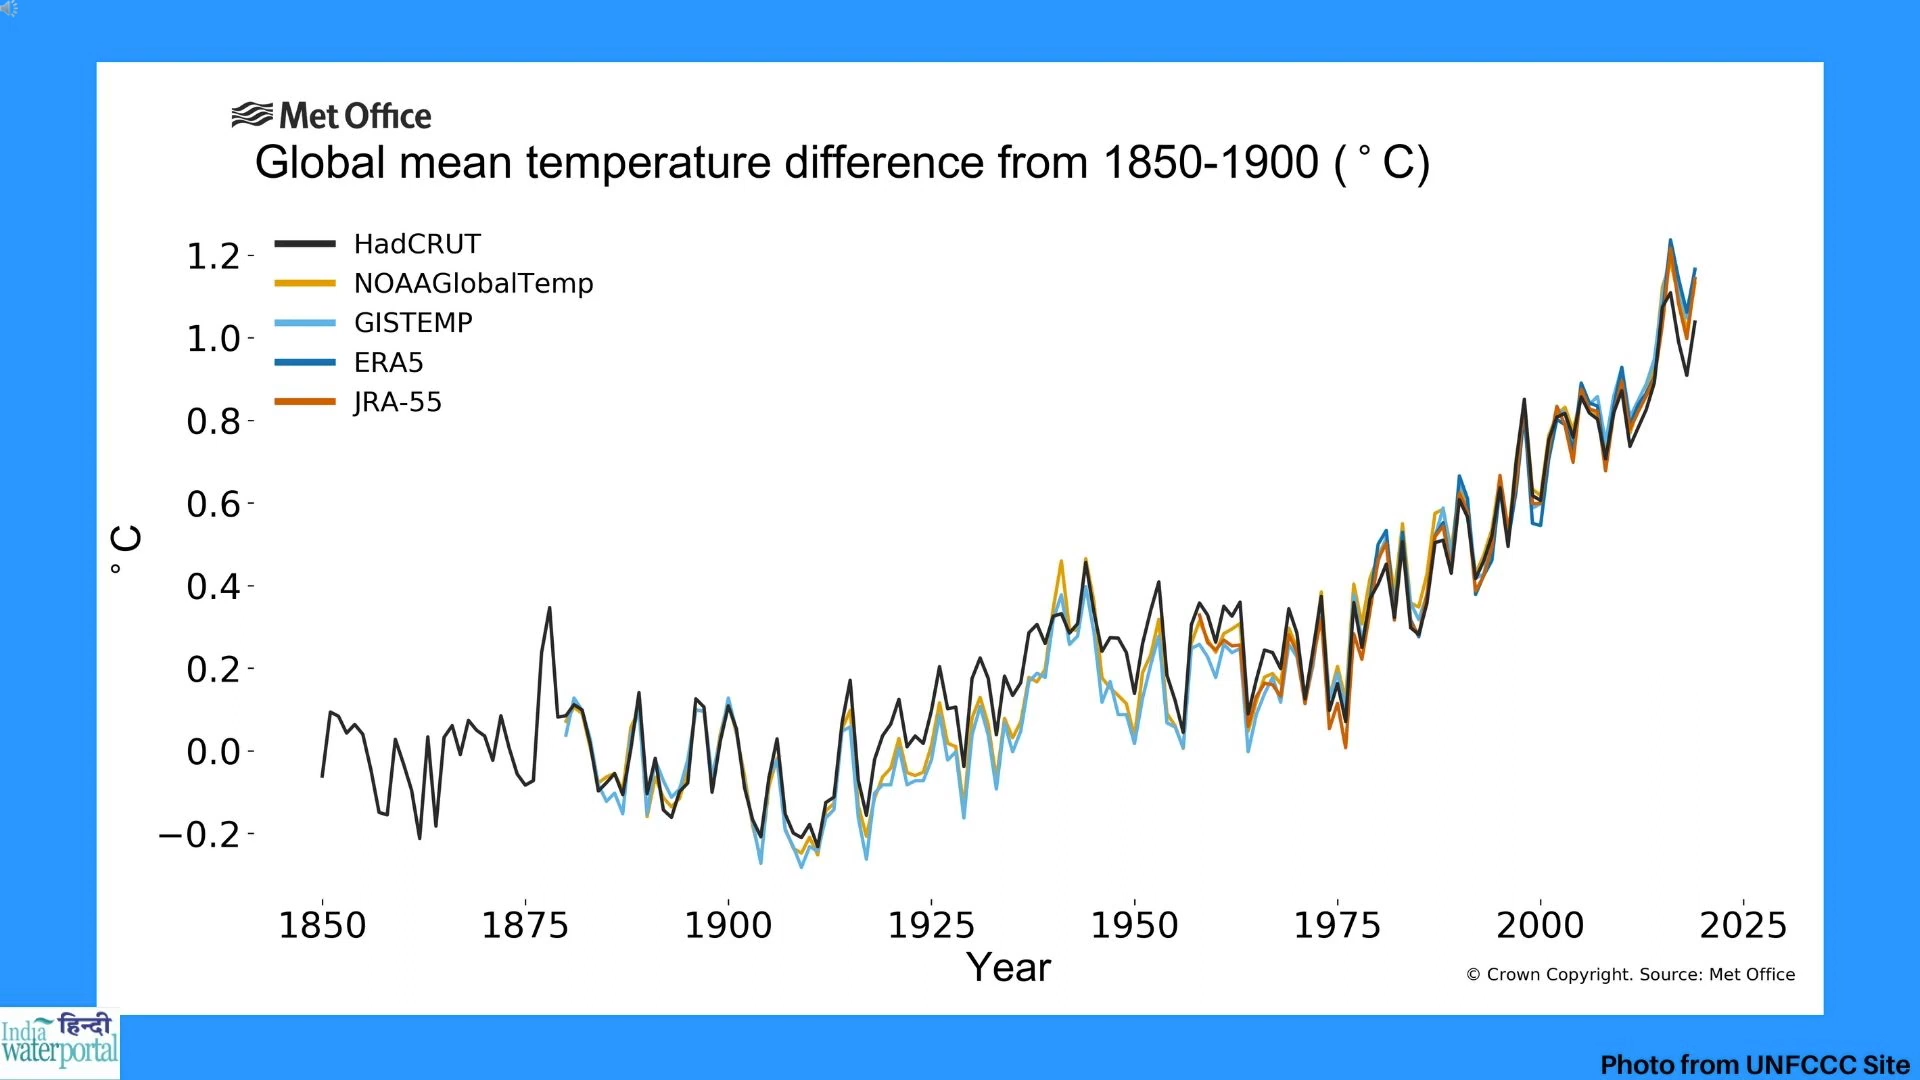 Met Office
Global mean temperature difference from 1850-1900 (°C)
HadCRUT
NOAAGlobalTemp
GISTEMP
ERA5
JRA-55
1.2
1.0
0.8
0.6
0.4
0.2
0.0
−0.2
°C
1850 1875 1900 1925 1950 1975 2000 2025
Year
© Crown Copyright. Source: Met Office
India हिन्दी
waterportal
Photo from UNFCCC Site